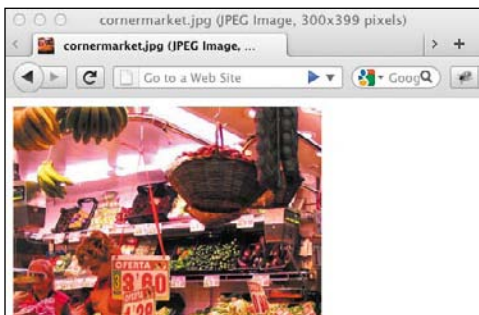 cornermarket.jpg (JPEG Image, 300x399 pixels)
cornermarket.jpg (JPEG Image, ...
Go to a Web Site
Goog
OFERTA
3'60